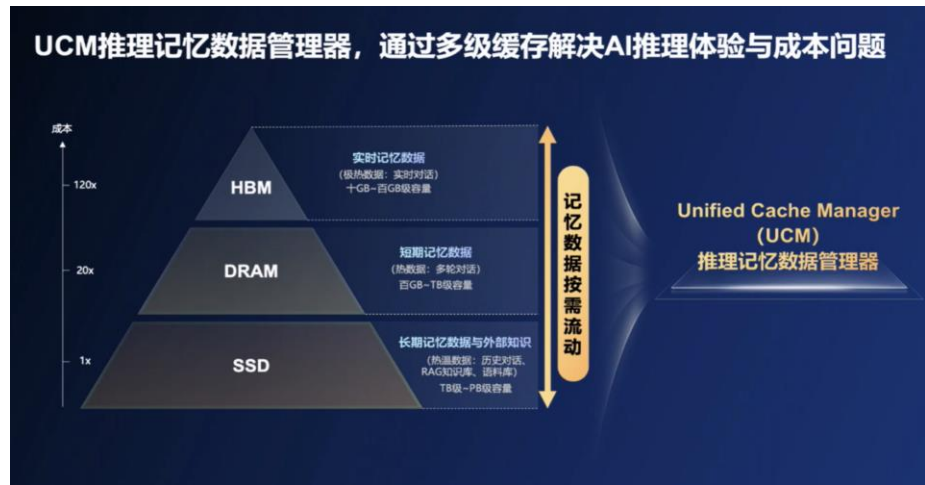 UCM推理记忆数据管理器，通过多级缓存解决AI推理体验与成本问题
成本
120x
20x
1x
HBM
实时记忆数据
(极热数据：实时对话)
十GB~百GB级容量
DRAM
短期记忆数据
(热数据：多轮对话)
百GB~TB级容量
SSD
长期记忆数据与外部知识
(热温数据：历史对话、
RAG知识库、语料库)
TB级~PB级容量
记忆数据按需流动
Unified Cache Manager
(UCM)
推理记忆数据管理器